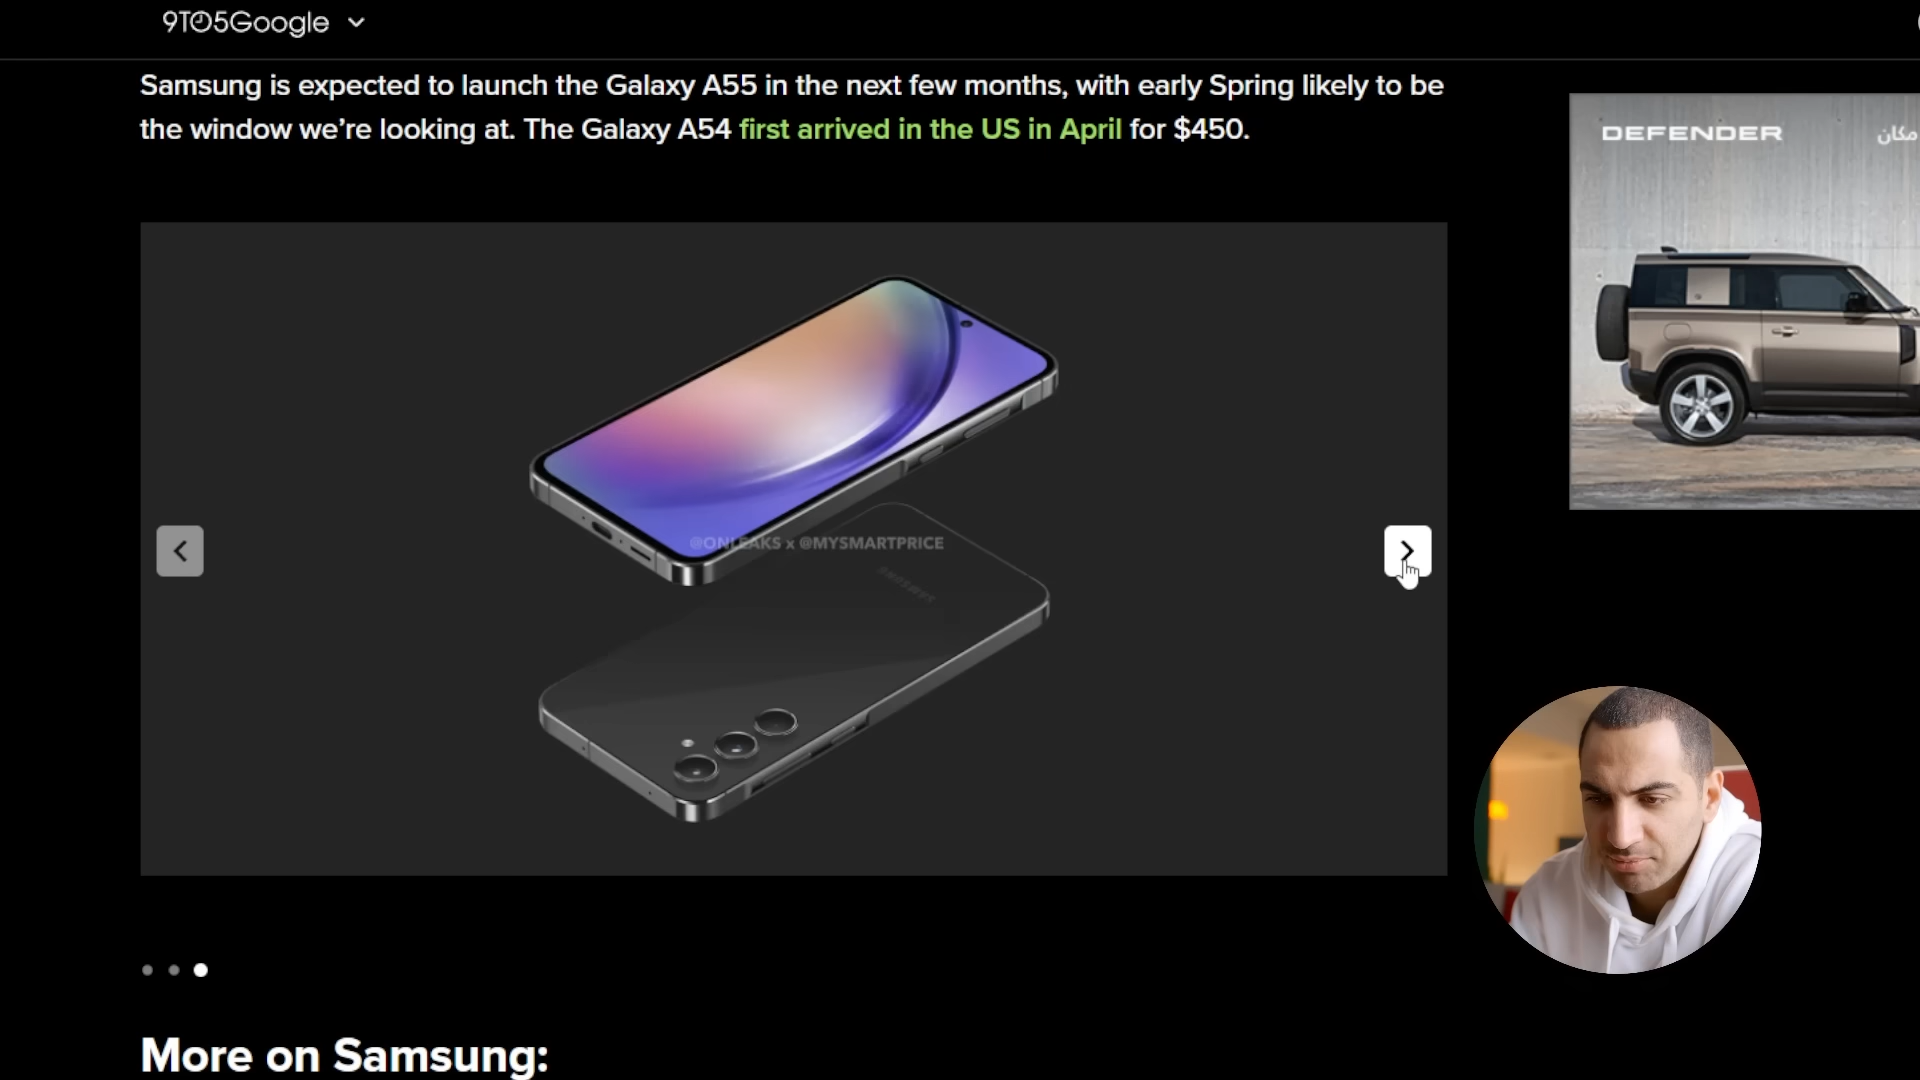 9TO5Google
Samsung is expected to launch the Galaxy A55 in the next few months, with early Spring likely to be
the window we’re looking at. The Galaxy A54 first arrived in the US in April for $450.
DEFENDER
مكان
@ONLEAKS x @MYSMARTPRICE
SAMSUNG
More on Samsung: